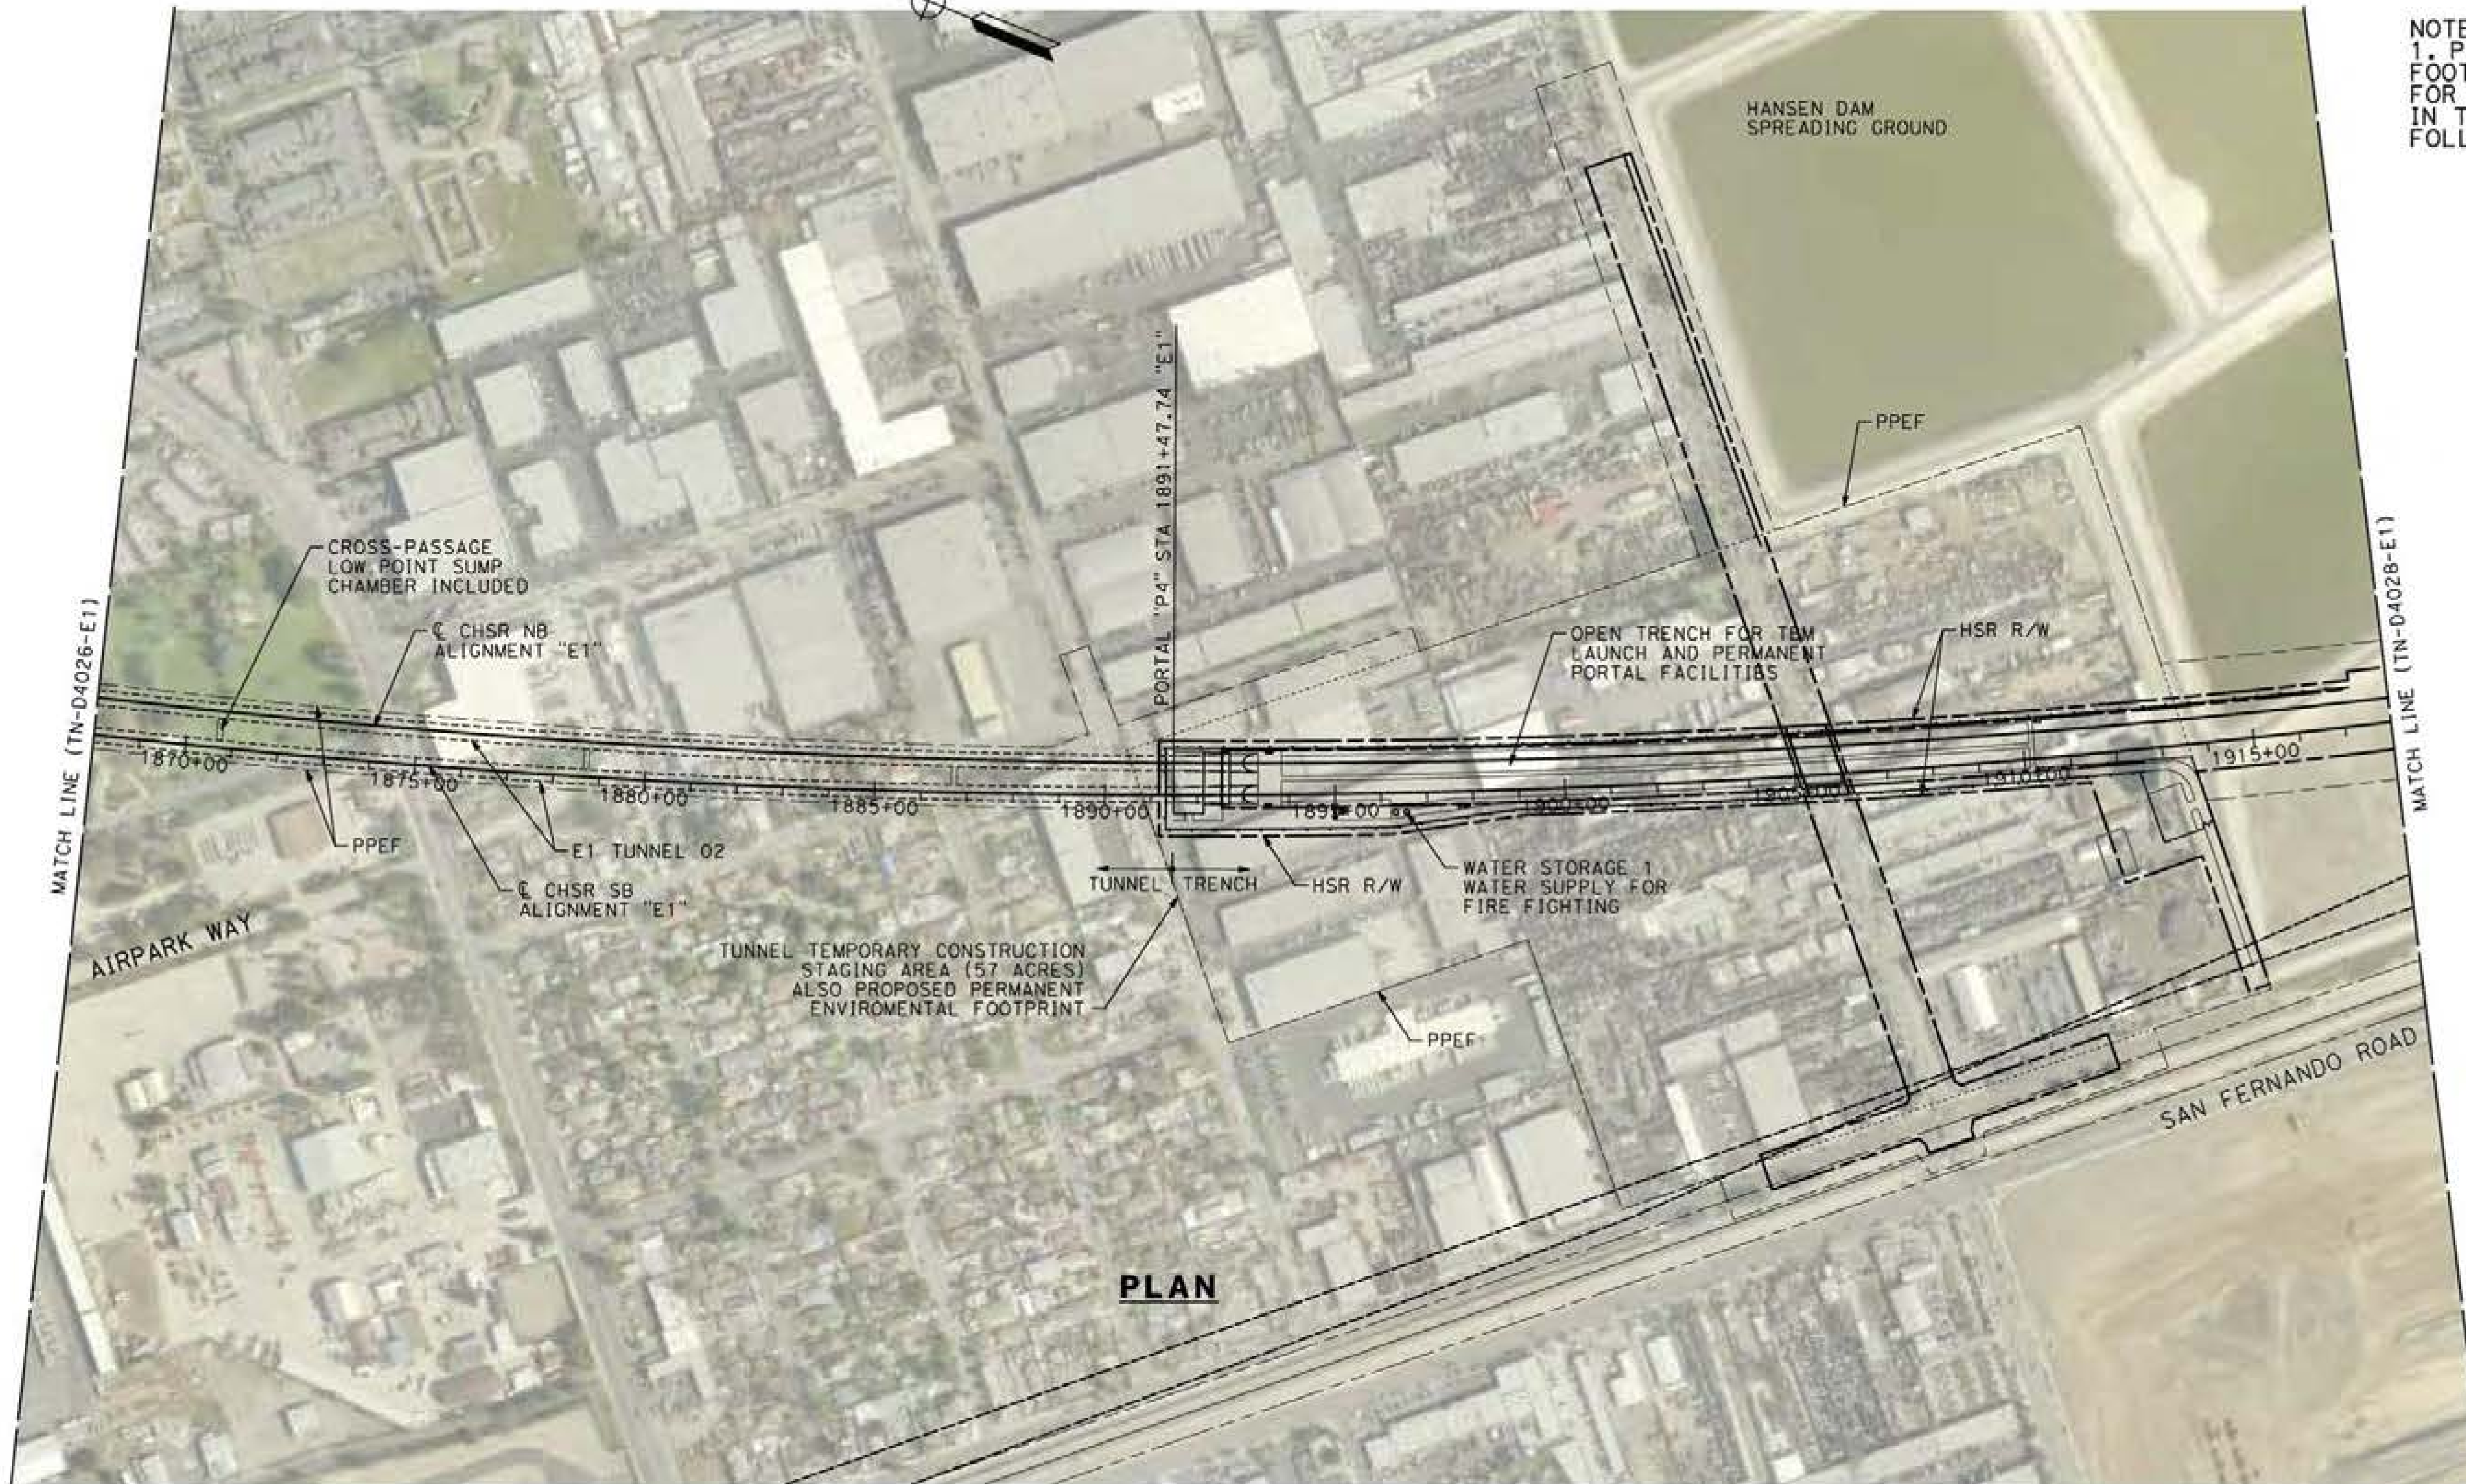 NOTE
1. P
FOOT
FOR
IN T
FOLL
HANSEN DAM
SPREADING GROUND
PPEF
PORTAL "P4" STA 1891+47.74 "E1"
CROSS-PASSAGE
LOW POINT SUMP
CHAMBER INCLUDED
℄ CHSR NB
ALIGNMENT "E1"
OPEN TRENCH FOR TBM
LAUNCH AND PERMANENT
PORTAL FACILITIES
HSR R/W
MATCH LINE (TN-D4026-E1)
MATCH LINE (TN-D4028-E1)
1870+00
1875+00
1880+00
1885+00
1890+00
1895+00
1900+00
1905+00
1910+00
1915+00
PPEF
E1 TUNNEL 02
℄ CHSR SB
ALIGNMENT "E1"
TUNNEL
TRENCH
HSR R/W
WATER STORAGE 1
WATER SUPPLY FOR
FIRE FIGHTING
AIRPARK WAY
TUNNEL TEMPORARY CONSTRUCTION
STAGING AREA (57 ACRES)
ALSO PROPOSED PERMANENT
ENVIROMENTAL FOOTPRINT
PPEF
SAN FERNANDO ROAD
PLAN